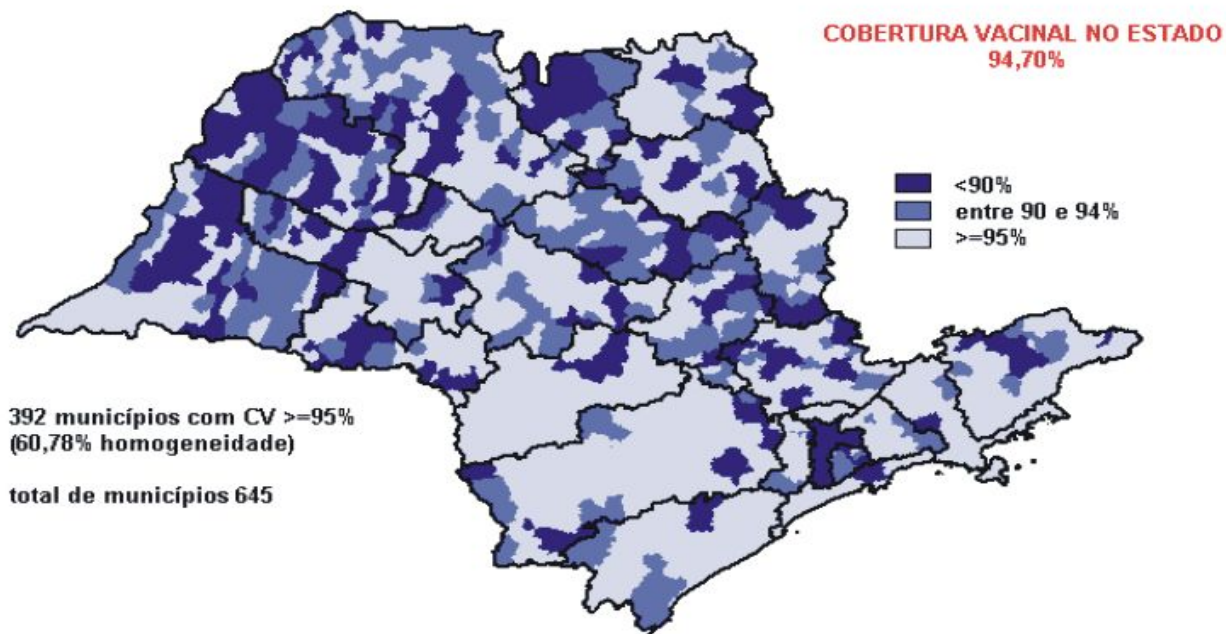 COBERTURA VACINAL NO ESTADO
94,70%
<90%
entre 90 e 94%
>=95%
392 municípios com CV >=95%
(60,78% homogeneidade)
total de municípios 645